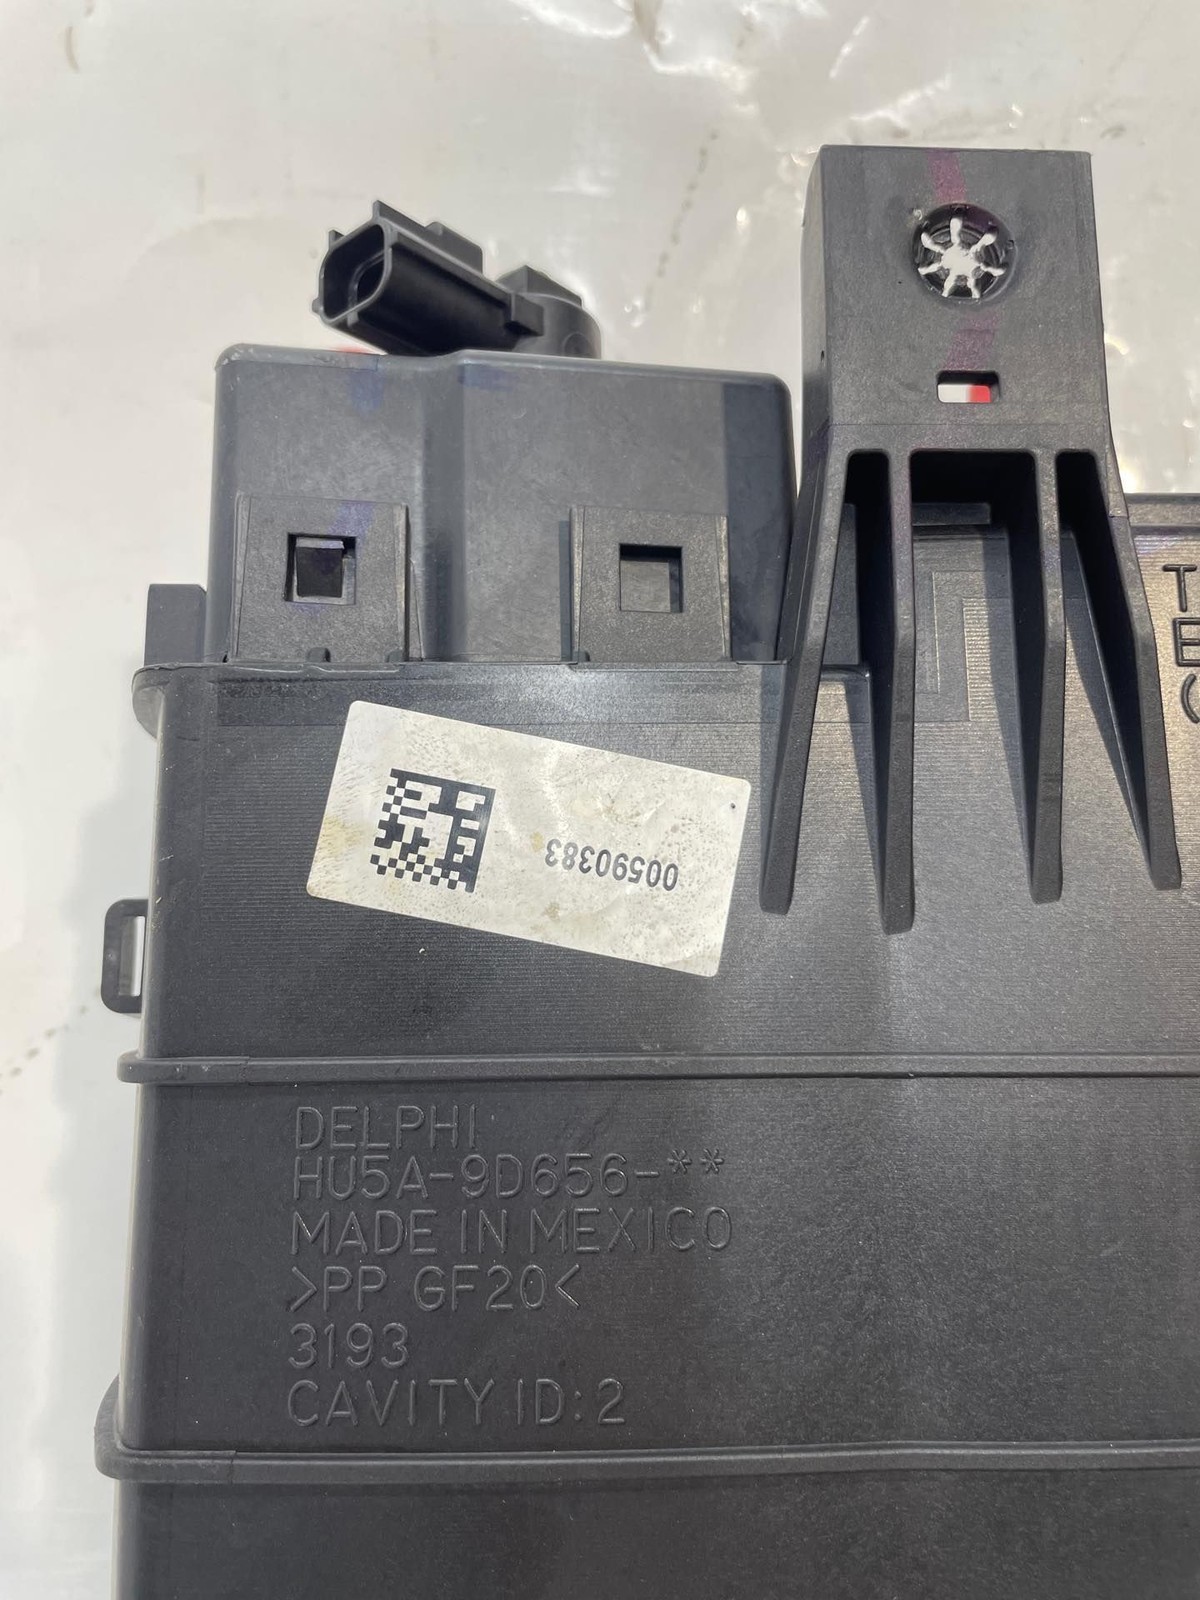 00590383
DELPHI
HU5A-9D656-**
MADE IN MEXICO
>PP GF20<
3193
CAVITY ID:2